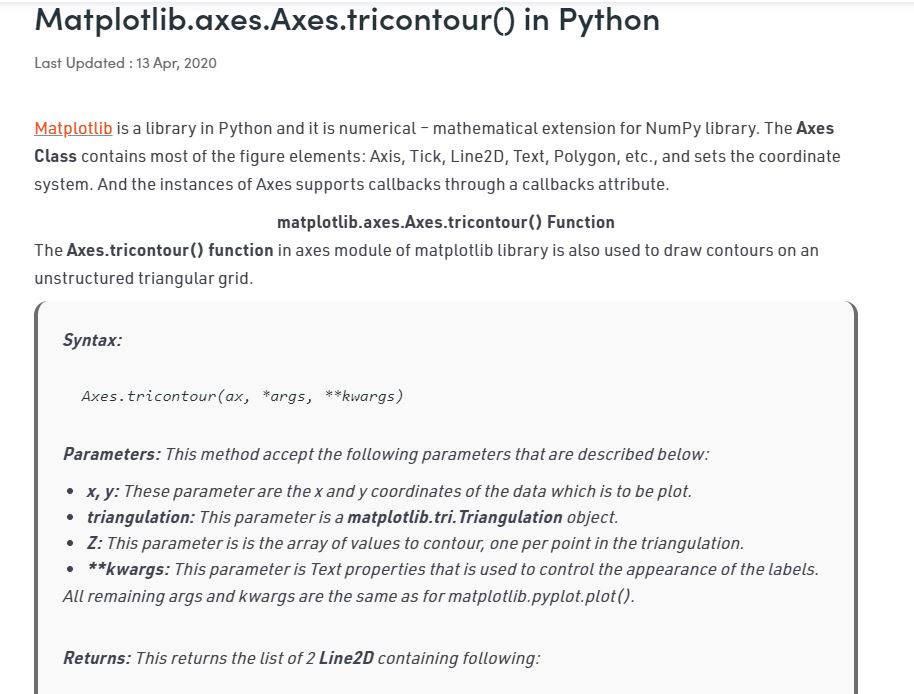 Matplotlib.axes.Axes.tricontour() in Python
Last Updated : 13 Apr, 2020
Matplotlib is a library in Python and it is numerical – mathematical extension for NumPy library. The Axes
Class contains most of the figure elements: Axis, Tick, Line2D, Text, Polygon, etc., and sets the coordinate
system. And the instances of Axes supports callbacks through a callbacks attribute.
matplotlib.axes.Axes.tricontour() Function
The Axes.tricontour() function in axes module of matplotlib library is also used to draw contours on an
unstructured triangular grid.
Syntax:
Axes.tricontour(ax, *args, **kwargs)
Parameters: This method accept the following parameters that are described below:
• x, y: These parameter are the x and y coordinates of the data which is to be plot.
• triangulation: This parameter is a matplotlib.tri.Triangulation object.
• Z: This parameter is is the array of values to contour, one per point in the triangulation.
• **kwargs: This parameter is Text properties that is used to control the appearance of the labels.
All remaining args and kwargs are the same as for matplotlib.pyplot.plot().
Returns: This returns the list of 2 Line2D containing following: